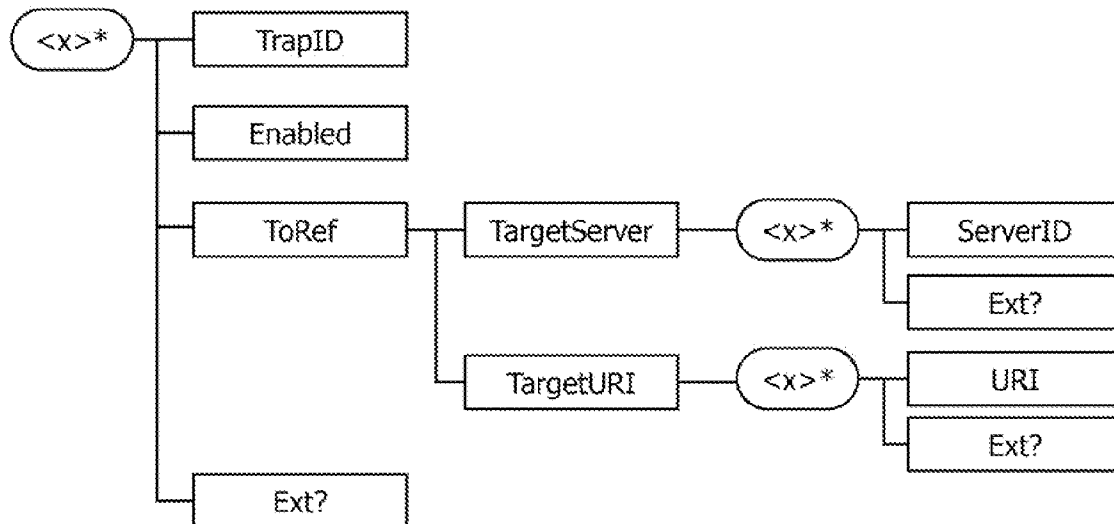 <x>*
TrapID
Enabled
ToRef
TargetServer
<x>*
ServerID
Ext?
TargetURI
<x>*
URI
Ext?
Ext?